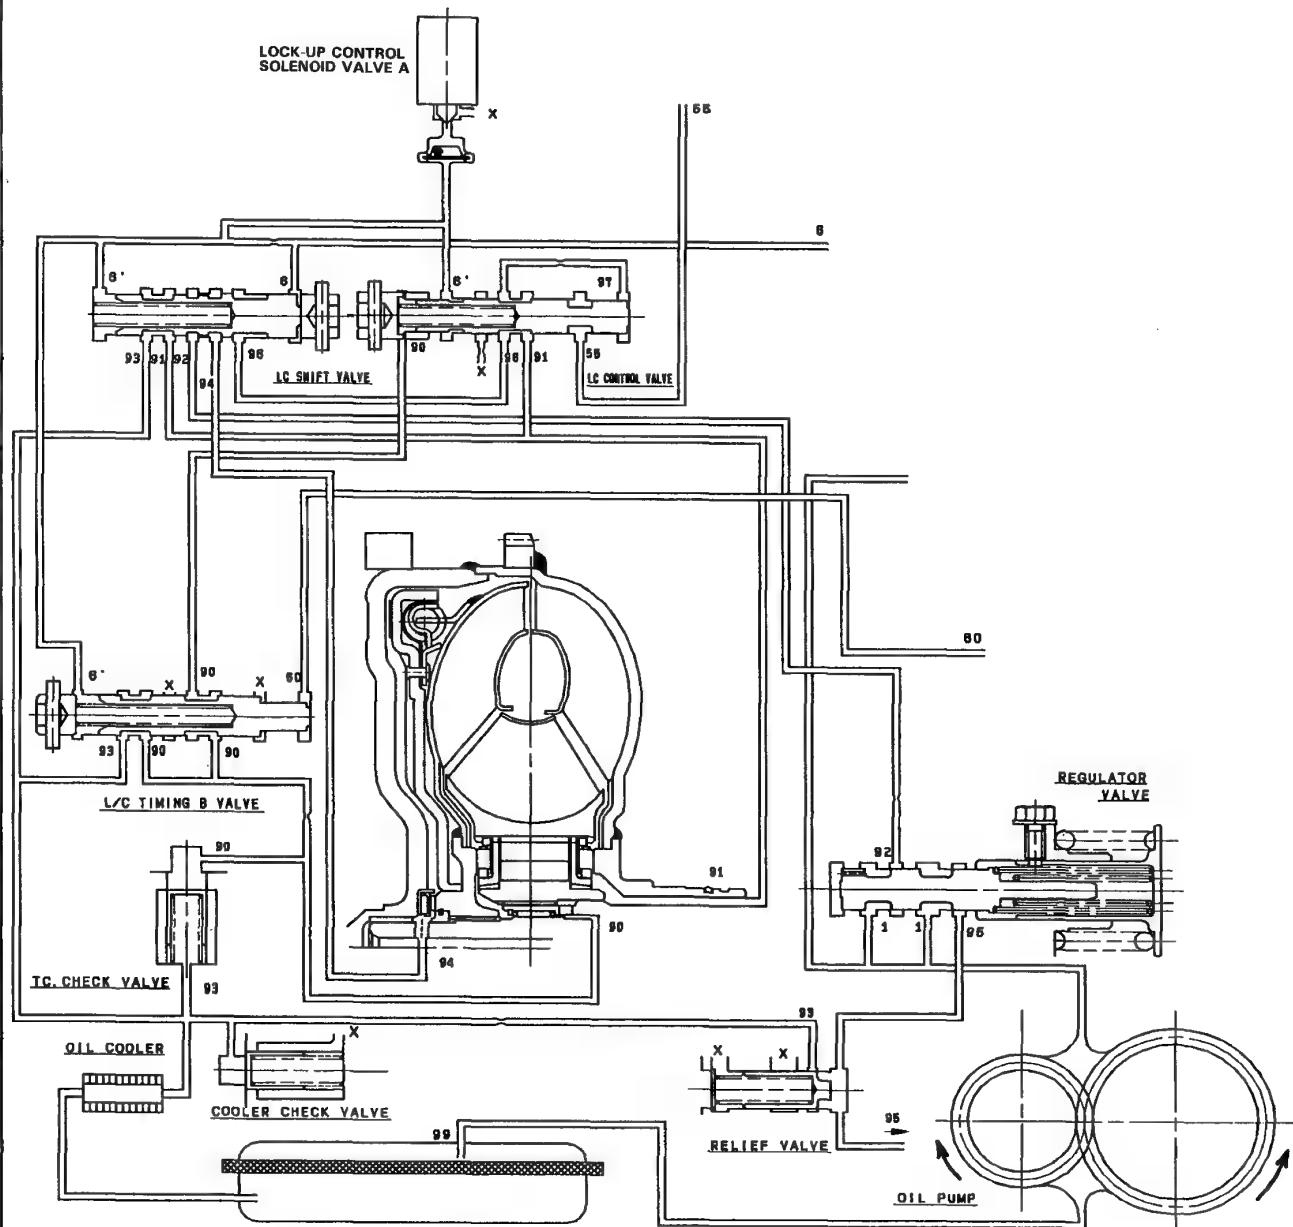 LOCK-UP CONTROL
SOLENOID VALVE A
X
55
6
6'
6
6'
97
93
91
92
94
96
90
X
96
91
55
LC SHIFT VALVE
LC CONTROL VALVE
60
6'
X
90
X
60
93
90
90
L/C TIMING B VALVE
REGULATOR
VALVE
90
92
91
90
94
1
1
95
TC. CHECK VALVE
93
93
X
OIL COOLER
X
X
COOLER CHECK VALVE
99
RELIEF VALVE
95
OIL PUMP